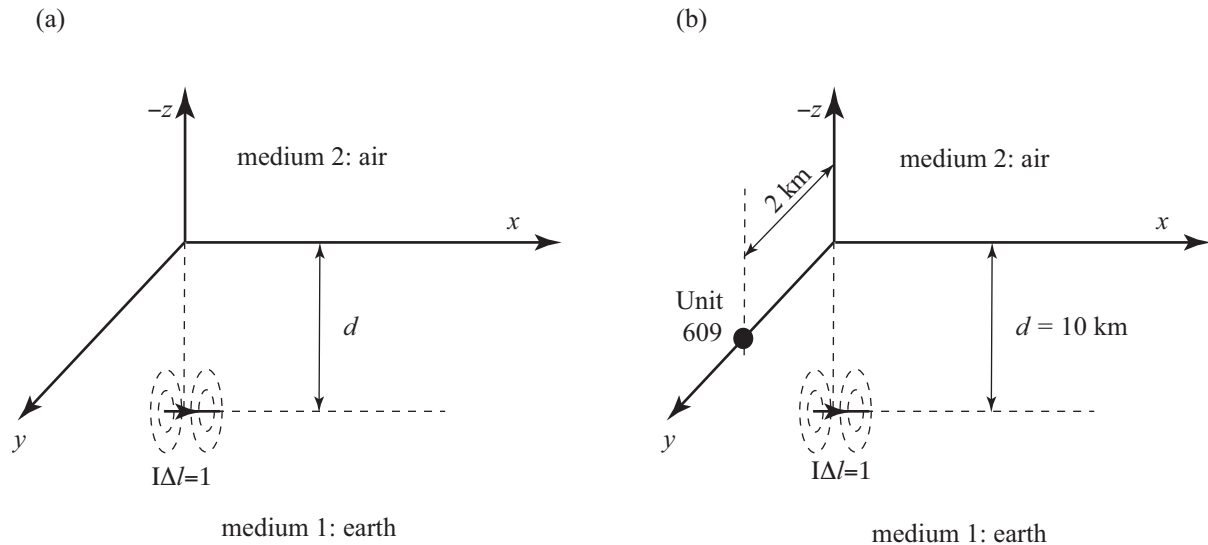 (a)
−z
medium 2: air
x
d
y
IΔl=1
medium 1: earth
(b)
−z
medium 2: air
2 km
x
Unit
609
d = 10 km
y
IΔl=1
medium 1: earth